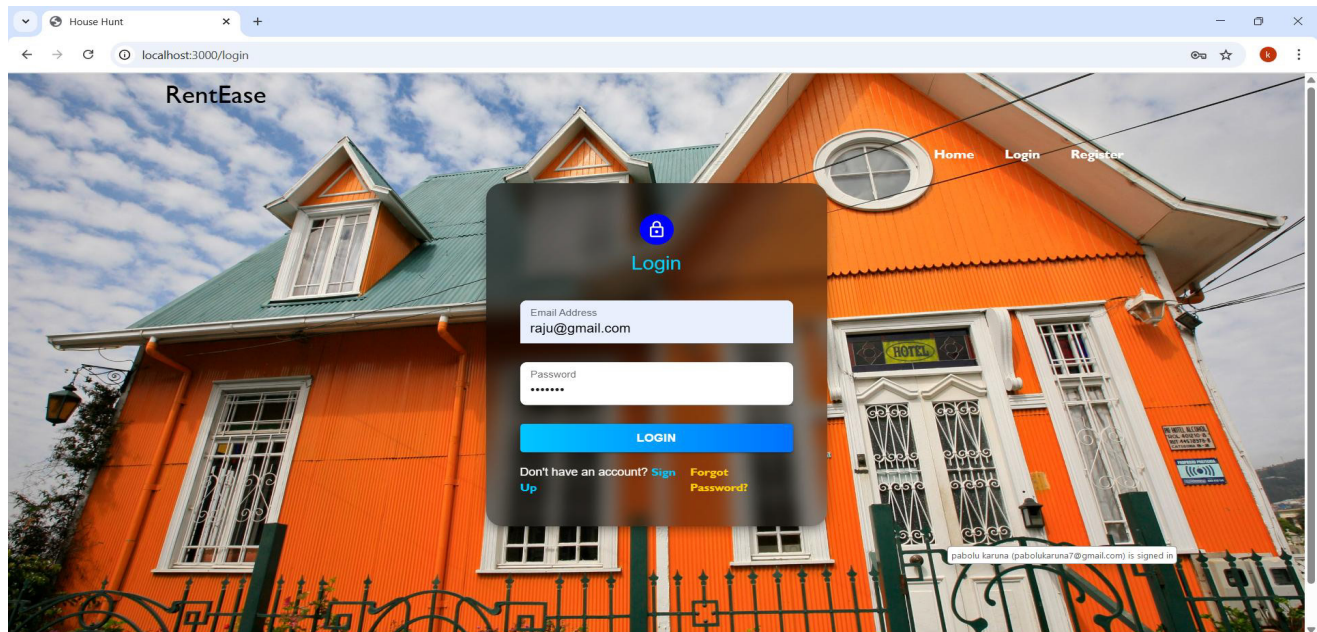 House Hunt
localhost:3000/login
k
RentEase
Home Login Register
Login
Email Address
raju@gmail.com
Password
LOGIN
Don't have an account? Sign Up
Forgot Password?
HOTEL
pabolu karuna (pabolukaruna7@gmail.com) is signed in